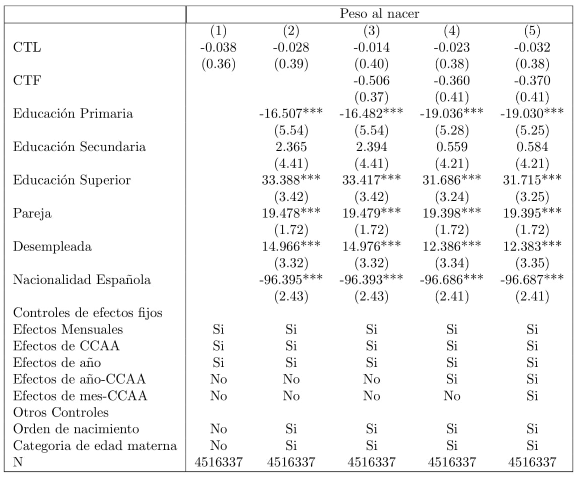 Peso al nacer
(1) (2) (3) (4) (5)
CTL -0.038 -0.028 -0.014 -0.023 -0.032
(0.36) (0.39) (0.40) (0.38) (0.38)
CTF -0.506 -0.360 -0.370
(0.37) (0.41) (0.41)
Educación Primaria -16.507*** -16.482*** -19.036*** -19.030***
(5.54) (5.54) (5.28) (5.25)
Educación Secundaria 2.365 2.394 0.559 0.584
(4.41) (4.41) (4.21) (4.21)
Educación Superior 33.388*** 33.417*** 31.686*** 31.715***
(3.42) (3.42) (3.24) (3.25)
Pareja 19.478*** 19.479*** 19.398*** 19.395***
(1.72) (1.72) (1.72) (1.72)
Desempleada 14.966*** 14.976*** 12.386*** 12.383***
(3.32) (3.32) (3.34) (3.35)
Nacionalidad Española -96.395*** -96.393*** -96.686*** -96.687***
(2.43) (2.43) (2.41) (2.41)
Controles de efectos fijos
Efectos Mensuales Si Si Si Si Si
Efectos de CCAA Si Si Si Si Si
Efectos de año Si Si Si Si Si
Efectos de año-CCAA No No No Si Si
Efectos de mes-CCAA No No No No Si
Otros Controles
Orden de nacimiento No Si Si Si Si
Categoria de edad materna No Si Si Si Si
N 4516337 4516337 4516337 4516337 4516337